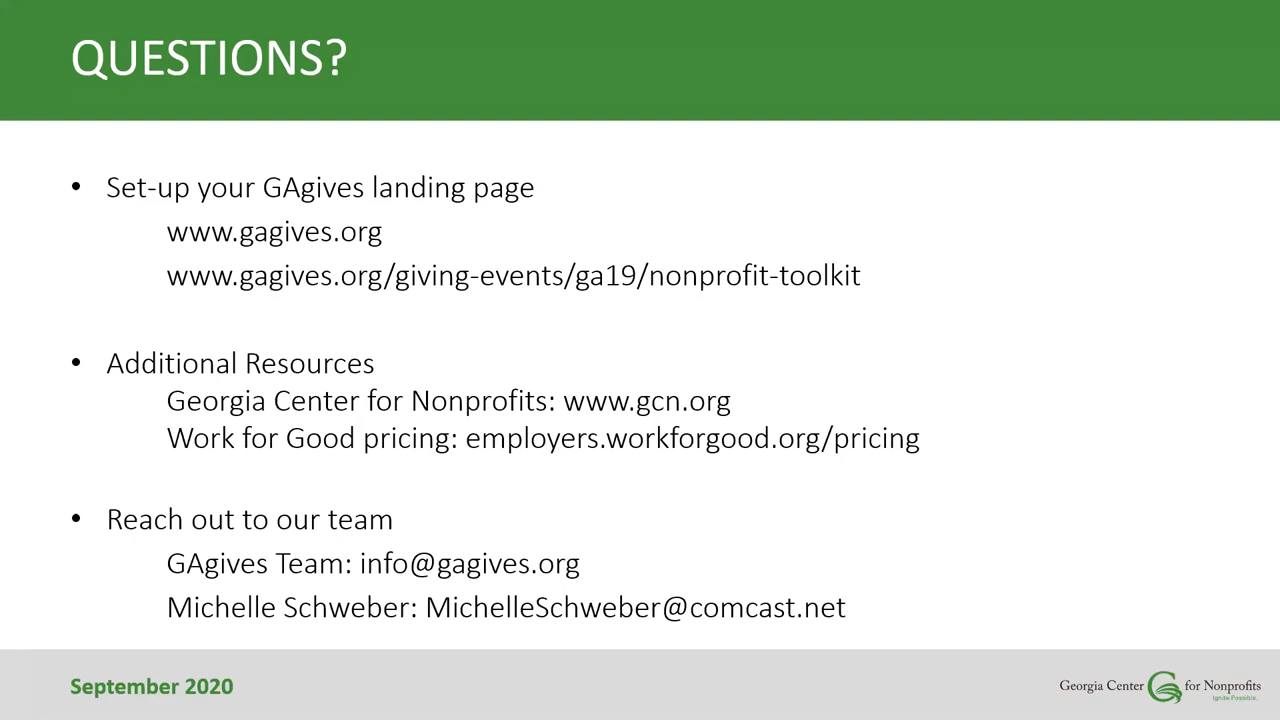 QUESTIONS?
• Set-up your GAgives landing page
www.gagives.org
www.gagives.org/giving-events/ga19/nonprofit-toolkit
• Additional Resources
Georgia Center for Nonprofits: www.gcn.org
Work for Good pricing: employers.workforgood.org/pricing
• Reach out to our team
GAgives Team: info@gagives.org
Michelle Schweber: MichelleSchweber@comcast.net
September 2020
Georgia Center for Nonprofits
Ignite Possible.